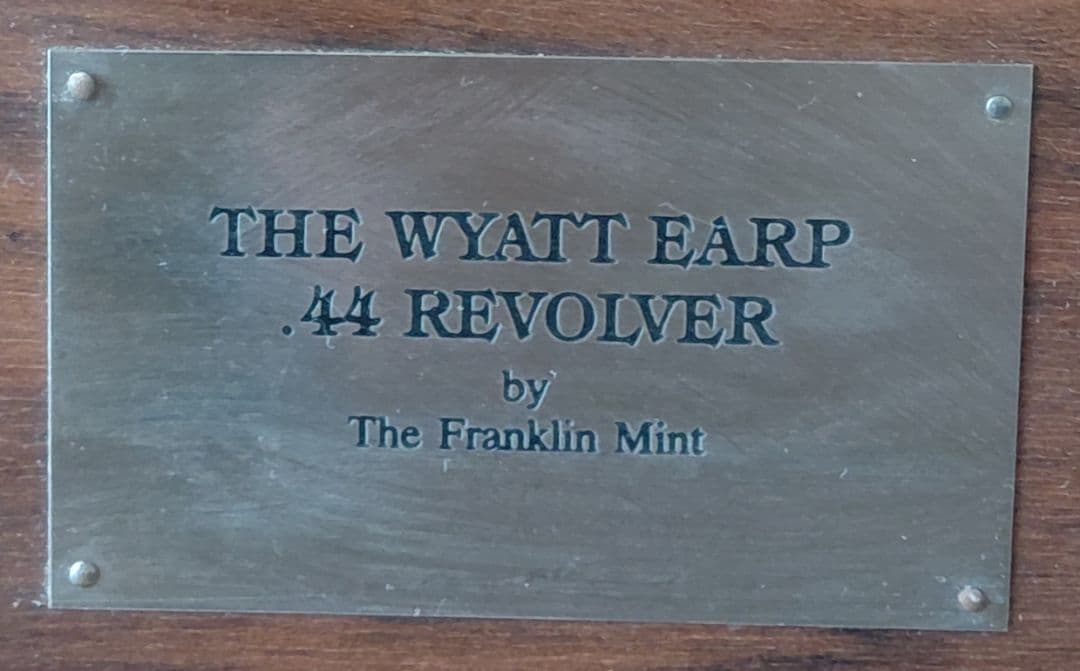 THE WYATT EARP
.44 REVOLVER
by
The Franklin Mint